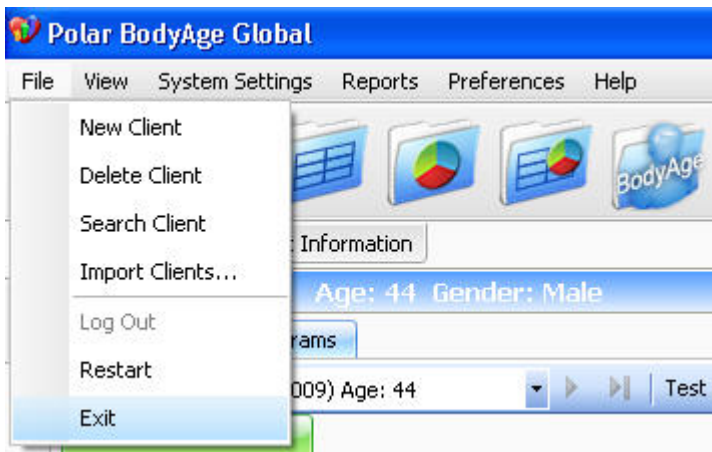 Polar BodyAge Global
File View System Settings Reports Preferences Help
New Client
Delete Client
BodyAge
Search Client
Information
Import Clients...
Age: 44 Gender: Male
Log Out
rams
Restart
009) Age: 44 Test
Exit